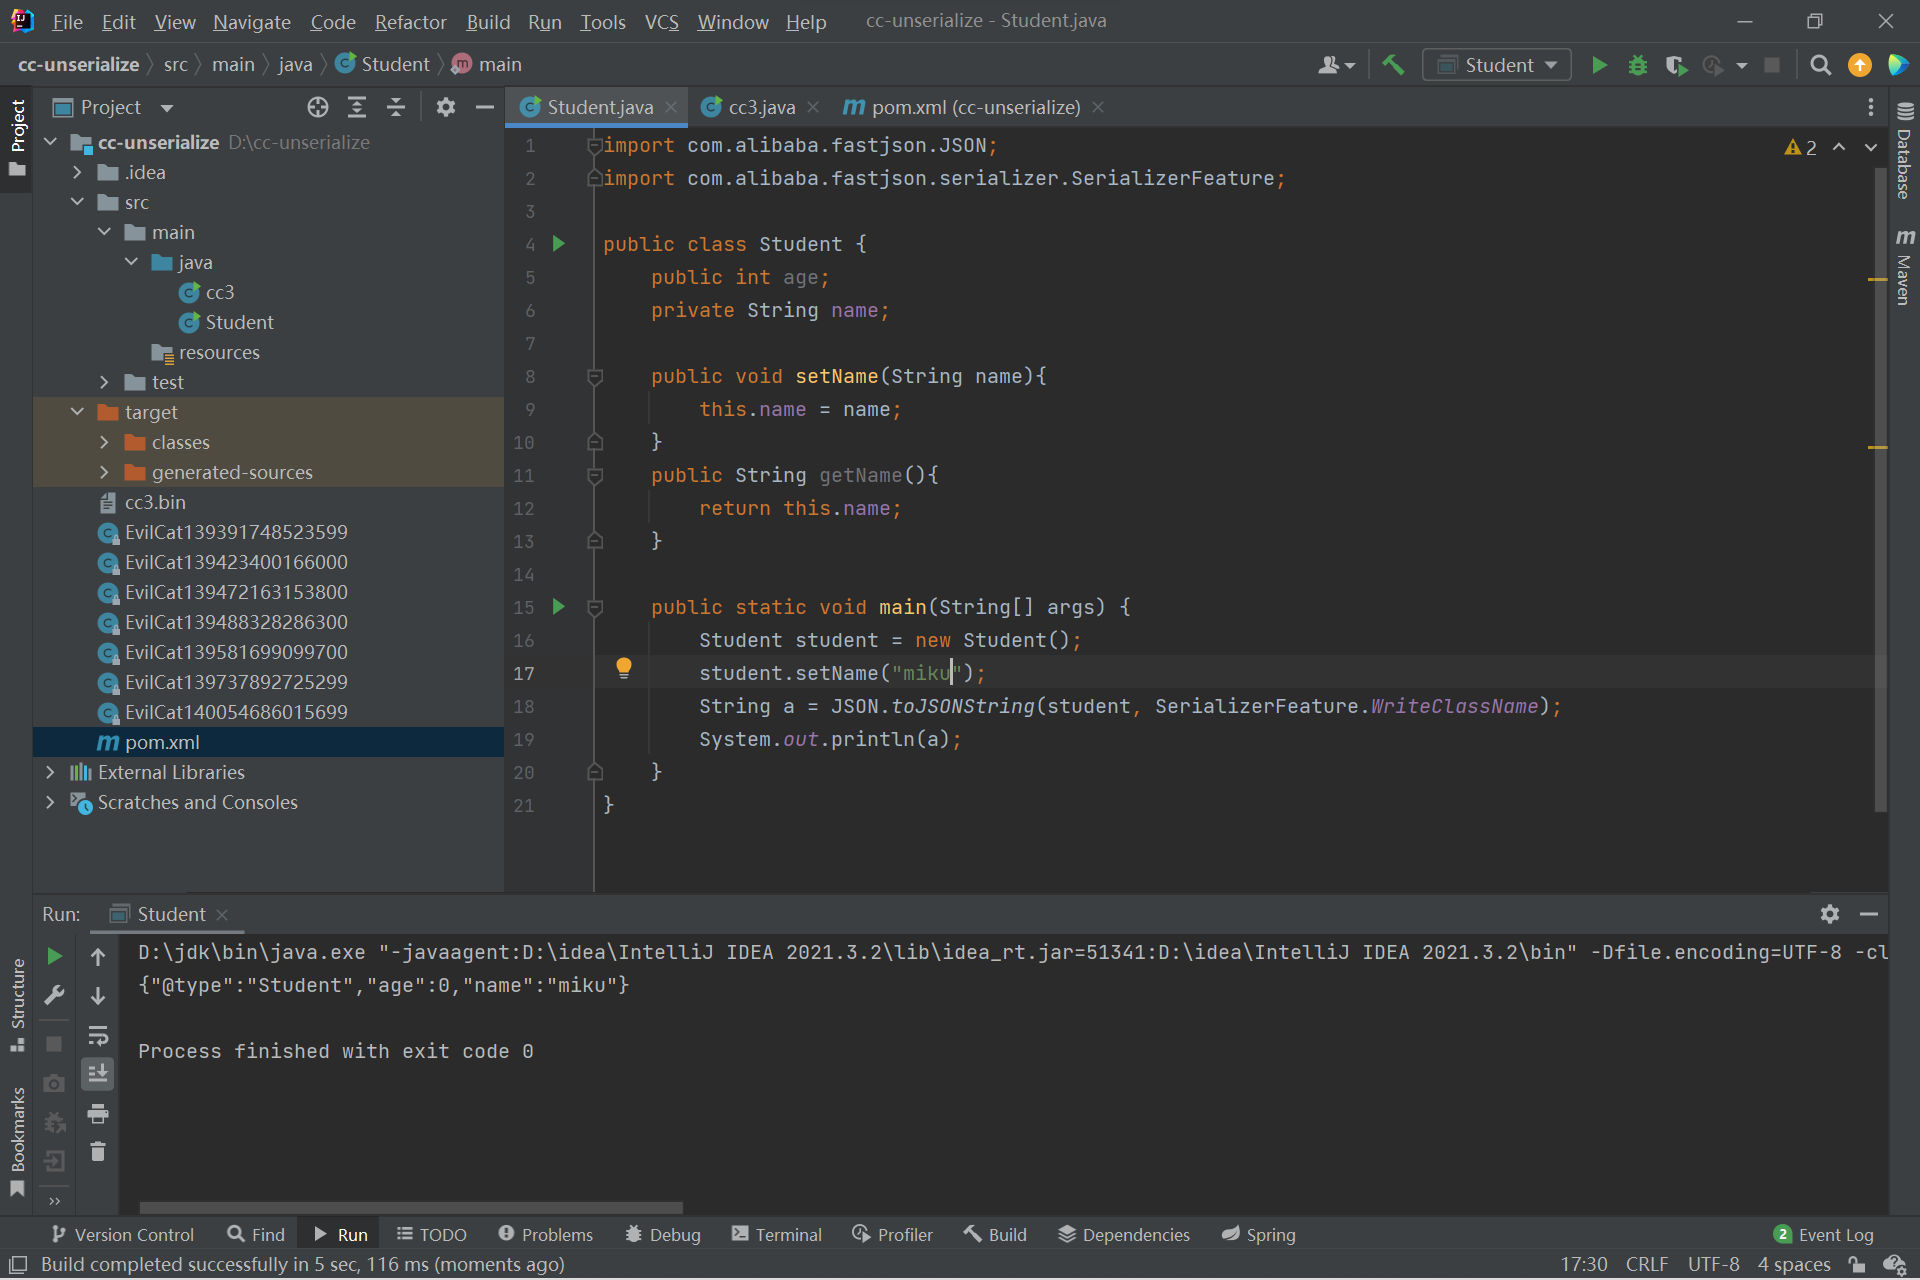 File Edit View Navigate Code Refactor Build Run Tools VCS Window Help cc-unserialize - Student.java
cc-unserialize src main java Student main
Student
Project
Student.java
cc3.java
pom.xml (cc-unserialize)
Project
cc-unserialize D:\cc-unserialize
.idea
src
main
java
cc3
Student
resources
test
target
classes
generated-sources
cc3.bin
EvilCat139391748523599
EvilCat139423400166000
EvilCat139472163153800
EvilCat139488328286300
EvilCat139581699099700
EvilCat139737892725299
EvilCat140054686015699
pom.xml
External Libraries
Scratches and Consoles
1 import com.alibaba.fastjson.JSON;
2 import com.alibaba.fastjson.serializer.SerializerFeature;
3
4 public class Student {
5 public int age;
6 private String name;
7
8 public void setName(String name){
9 this.name = name;
10 }
11 public String getName(){
12 return this.name;
13 }
14
15 public static void main(String[] args) {
16 Student student = new Student();
17 student.setName("miku");
18 String a = JSON.toJSONString(student, SerializerFeature.WriteClassName);
19 System.out.println(a);
20 }
21 }
2
Database
Maven
Run: Student
D:\jdk\bin\java.exe "-javaagent:D:\idea\IntelliJ IDEA 2021.3.2\lib\idea_rt.jar=51341:D:\idea\IntelliJ IDEA 2021.3.2\bin" -Dfile.encoding=UTF-8 -cl
{"@type":"Student","age":0,"name":"miku"}
Process finished with exit code 0
Structure
Bookmarks
Version Control Find Run TODO Problems Debug Terminal Profiler Build Dependencies Spring 2 Event Log
Build completed successfully in 5 sec, 116 ms (moments ago) 17:30 CRLF UTF-8 4 spaces